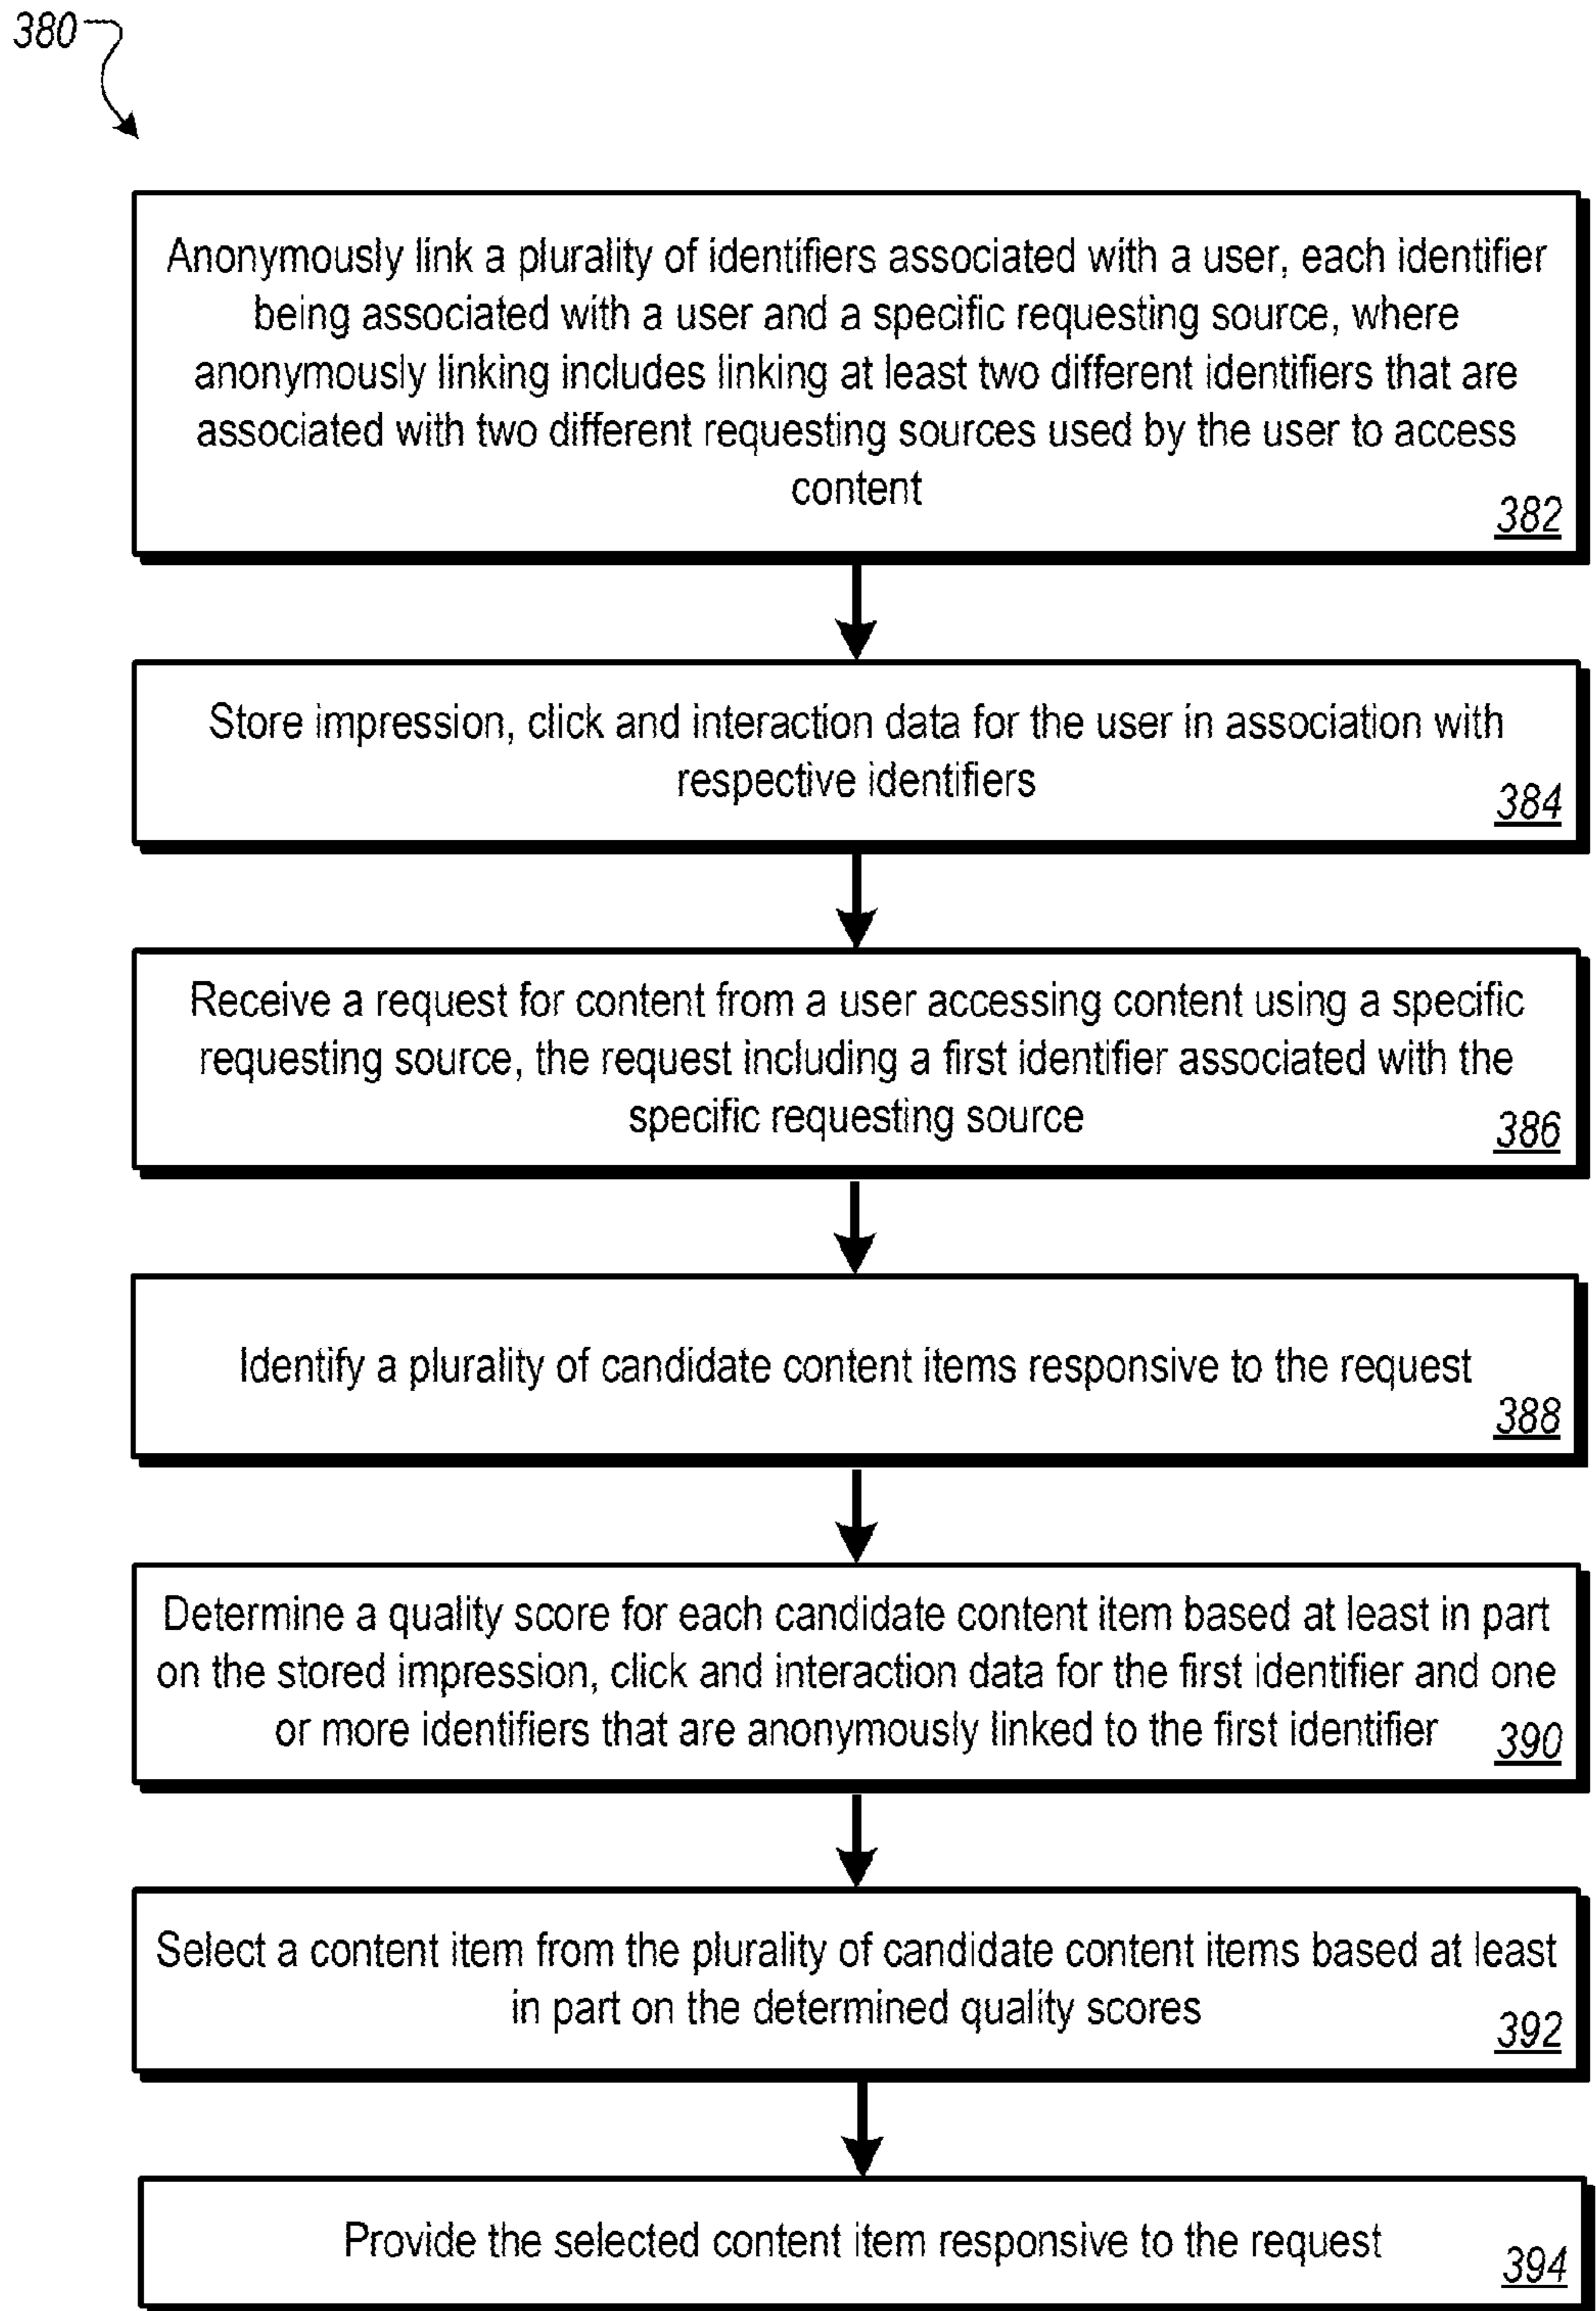 380
Anonymously link a plurality of identifiers associated with a user, each identifier
being associated with a user and a specific requesting source, where
anonymously linking includes linking at least two different identifiers that are
associated with two different requesting sources used by the user to access
content
382
Store impression, click and interaction data for the user in association with
respective identifiers
384
Receive a request for content from a user accessing content using a specific
requesting source, the request including a first identifier associated with the
specific requesting source
386
Identify a plurality of candidate content items responsive to the request
388
Determine a quality score for each candidate content item based at least in part
on the stored impression, click and interaction data for the first identifier and one
or more identifiers that are anonymously linked to the first identifier
390
Select a content item from the plurality of candidate content items based at least
in part on the determined quality scores
392
Provide the selected content item responsive to the request
394